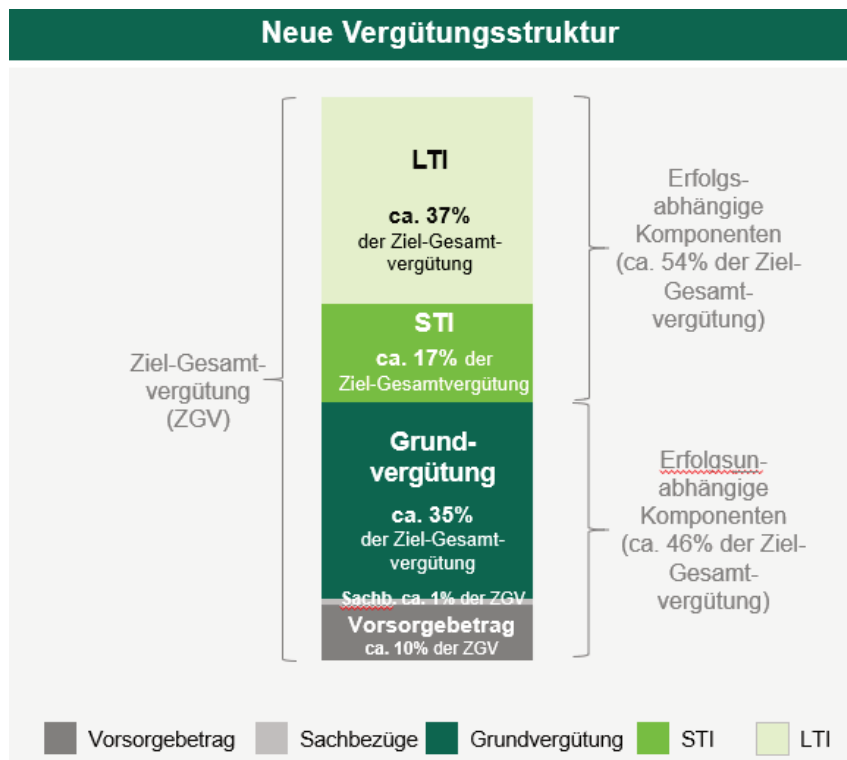 Neue Vergütungsstruktur
LTI
ca. 37%
der Ziel-Gesamt-
vergütung
STI
ca. 17% der
Ziel-Gesamtvergütung
Grund-
vergütung
ca. 35%
der Ziel-Gesamt-
vergütung
Sachb. ca. 1% der ZGV
Vorsorgebetrag
ca. 10% der ZGV
Ziel-Gesamt-
vergütung
(ZGV)
Erfolgs-
abhängige
Komponenten
(ca. 54% der Ziel-
Gesamt-
vergütung)
Erfolgsun-
abhängige
Komponenten
(ca. 46% der Ziel-
Gesamt-
vergütung)
Vorsorgebetrag Sachbezüge Grundvergütung STI LTI